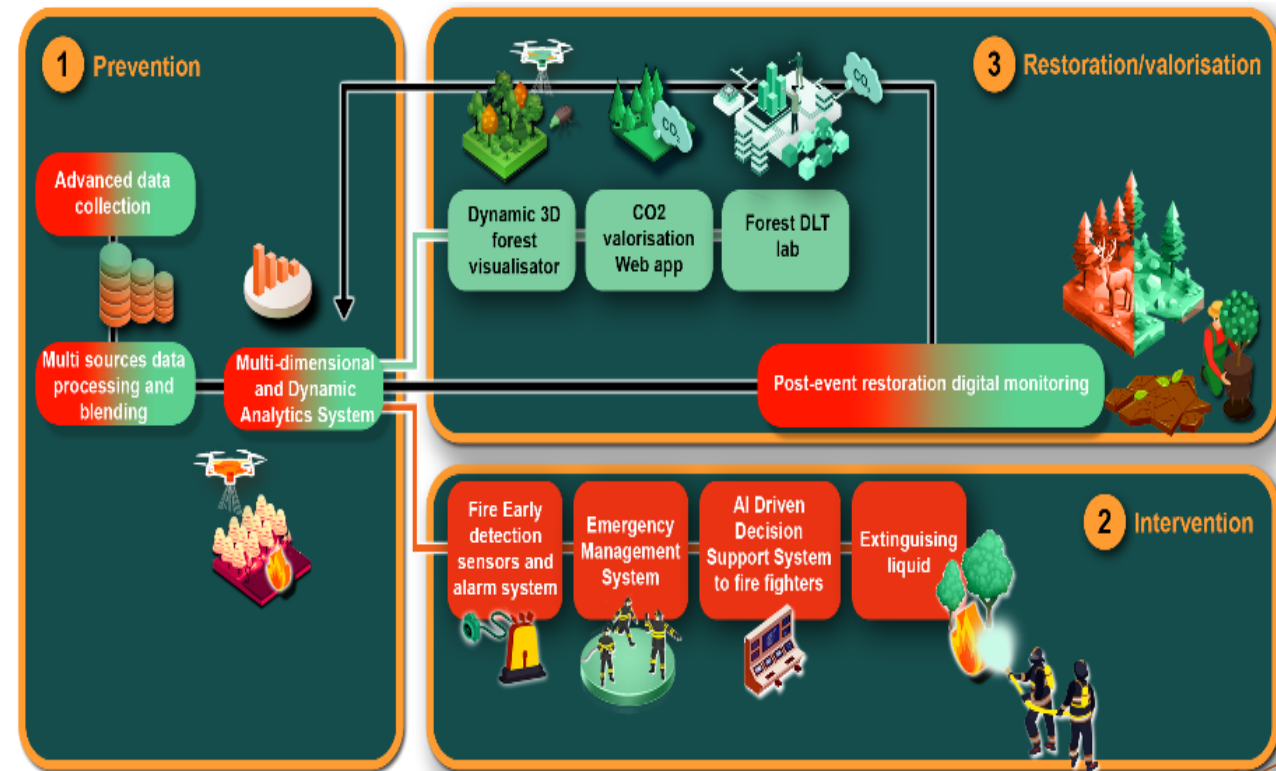 1 Prevention
Advanced data
collection
Multi sources data
processing and
blending
Multi-dimensional
and Dynamic
Analytics System
3 Restoration/valorisation
CO2
CO2
Dynamic 3D
forest
visualisator
CO2
valorisation
Web app
Forest DLT
lab
Post-event restoration digital monitoring
2 Intervention
Fire Early
detection
sensors and
alarm system
Emergency
Management
System
AI Driven
Decision
Support System
to fire fighters
Extinguising
liquid